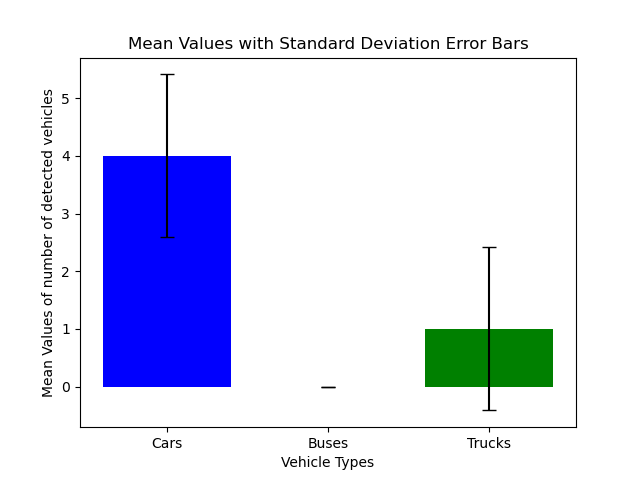 Mean Values with Standard Deviation Error Bars
Mean Values of number of detected vehicles
5
4
3
2
1
0
Cars Buses Trucks
Vehicle Types